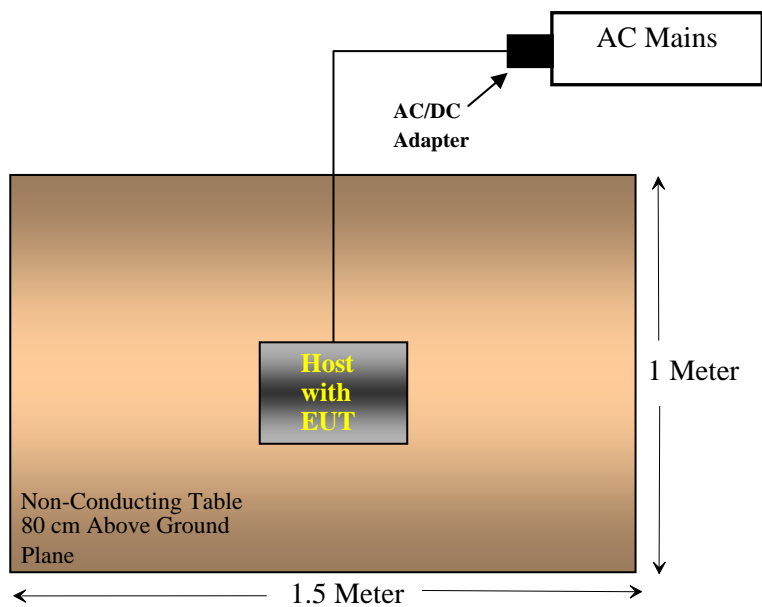 AC Mains
AC/DC
Adapter
Host
with
EUT
1 Meter
Non-Conducting Table
80 cm Above Ground
Plane
1.5 Meter